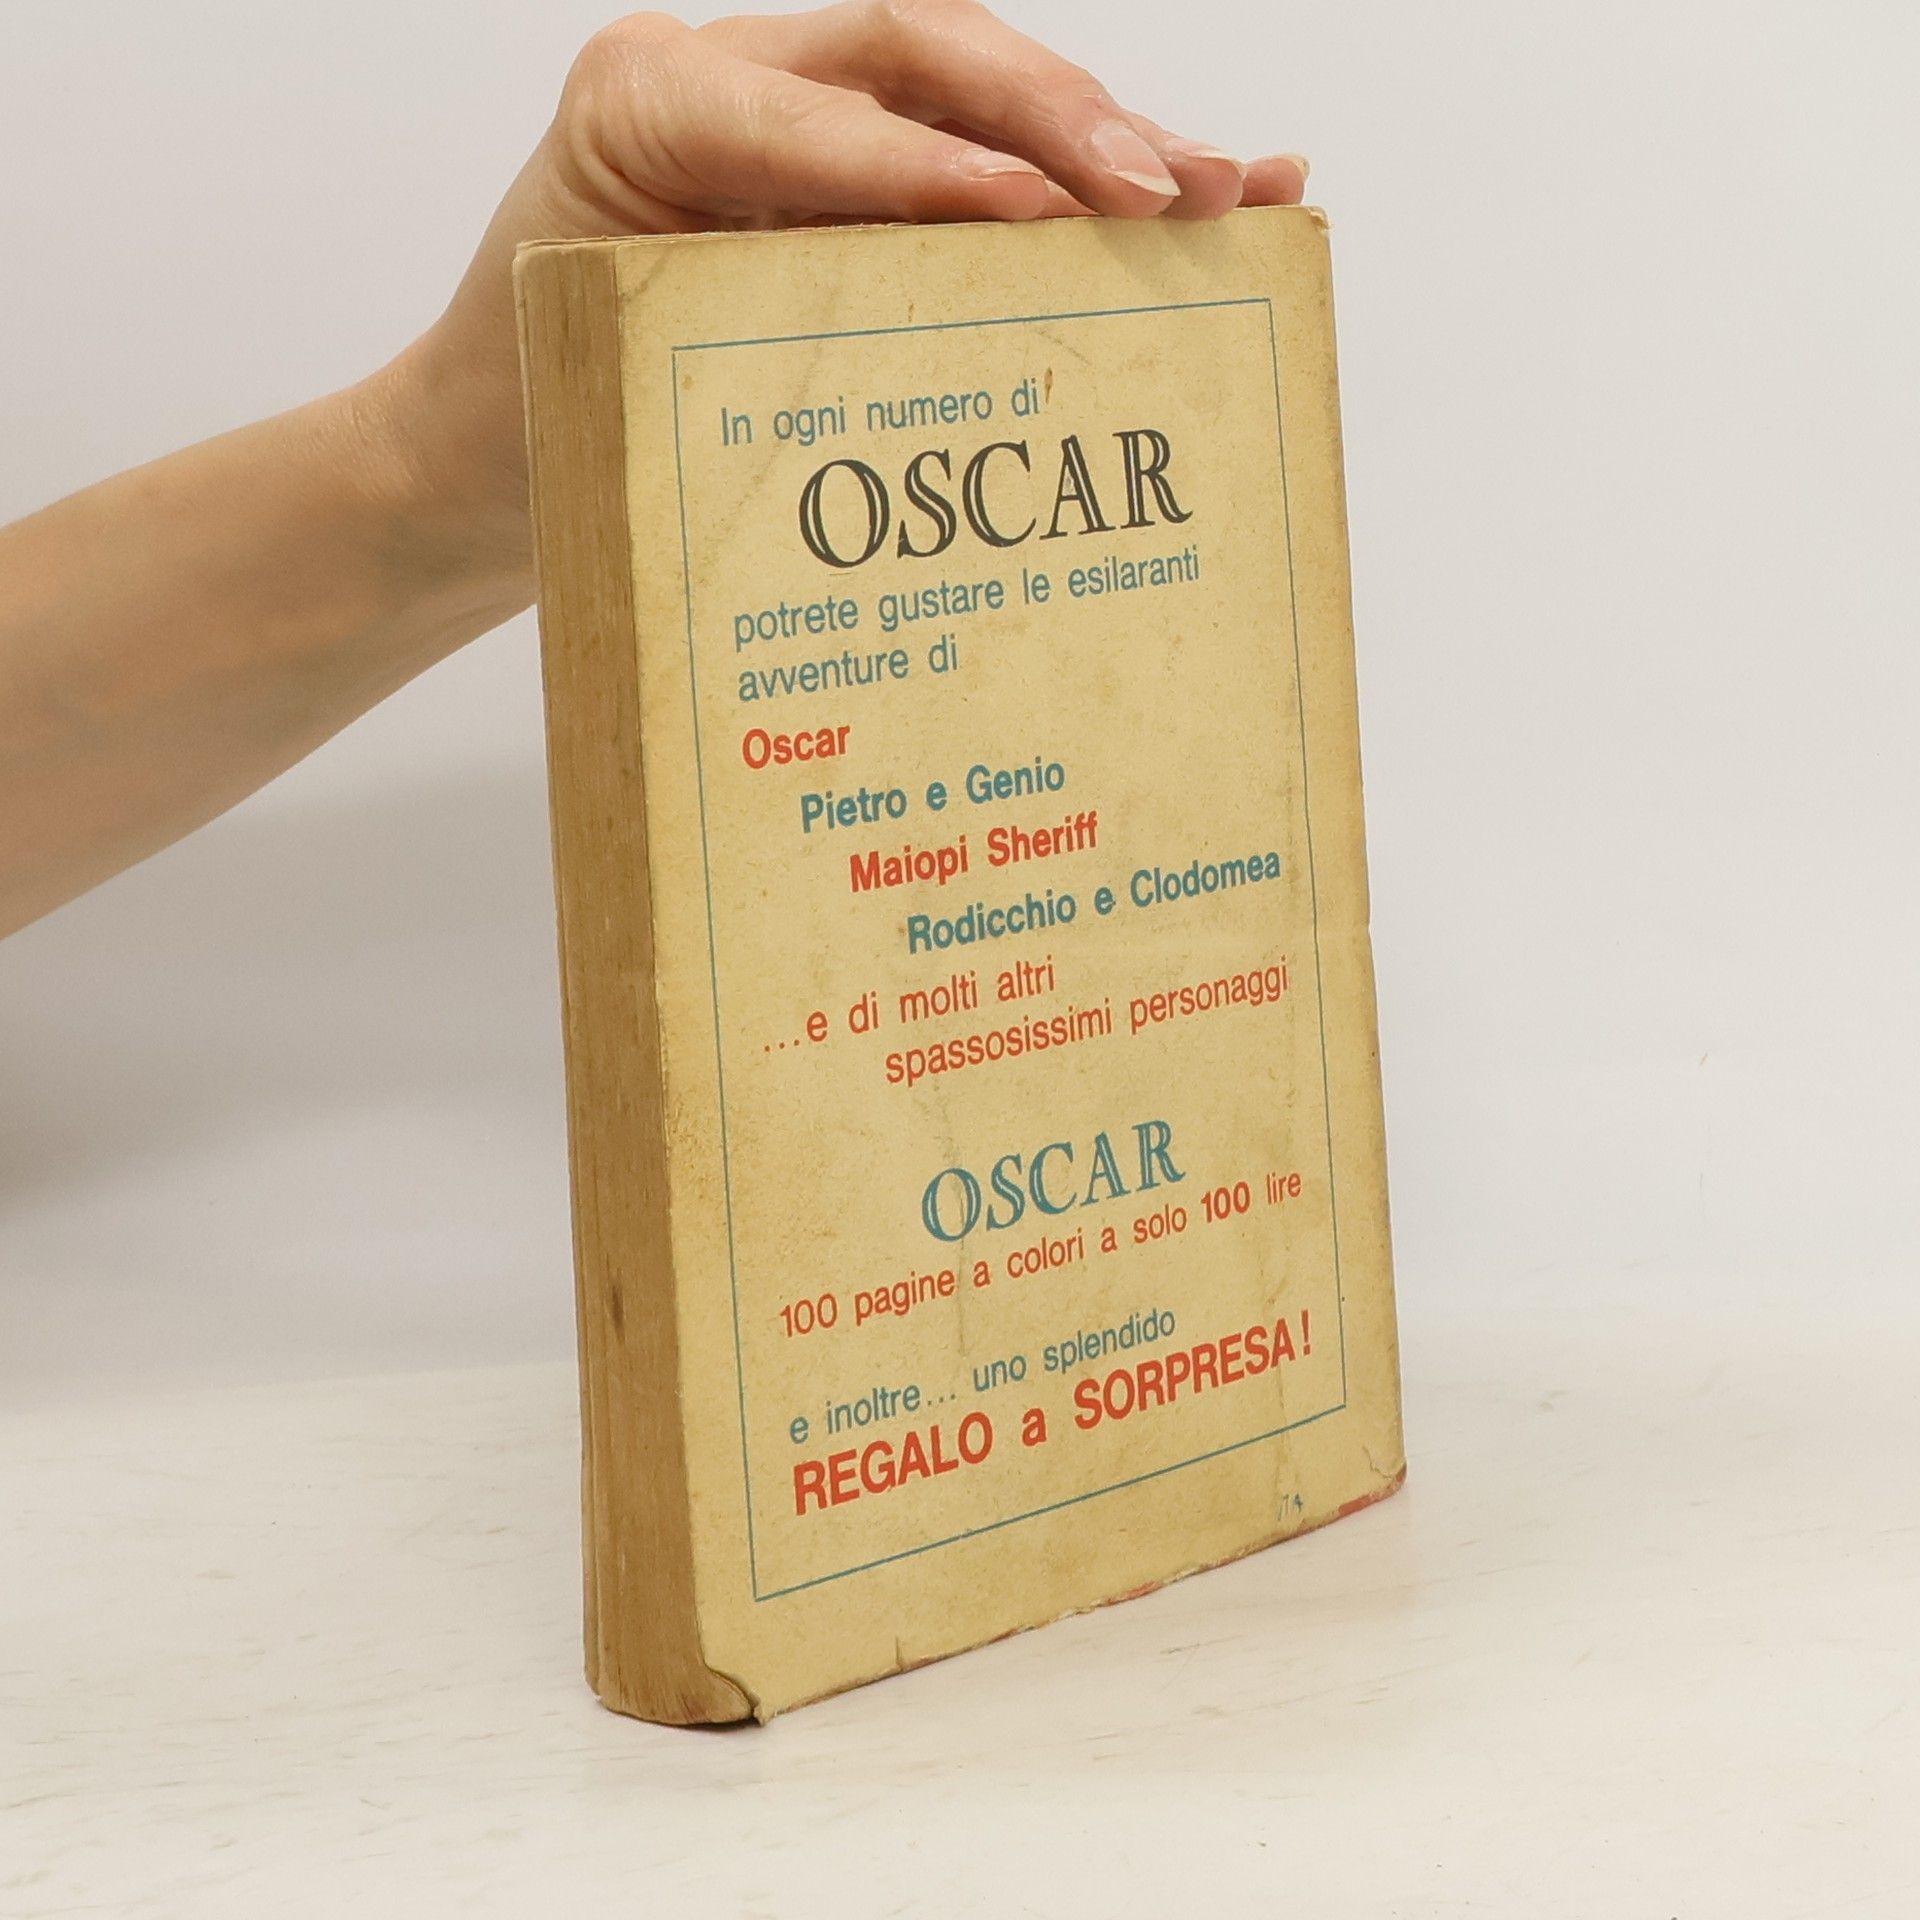 In ogni numero di
OSCAR
potrete gustare le esilaranti
avventure di
Oscar
Pietro e Genio
Maiopi Sheriff
Rodicchio e Clodomea
...e di molti altri
spassosissimi personaggi
OSCAR
100 pagine a colori a solo 100 lire
e inoltre... uno splendido
REGALO a SORPRESA!